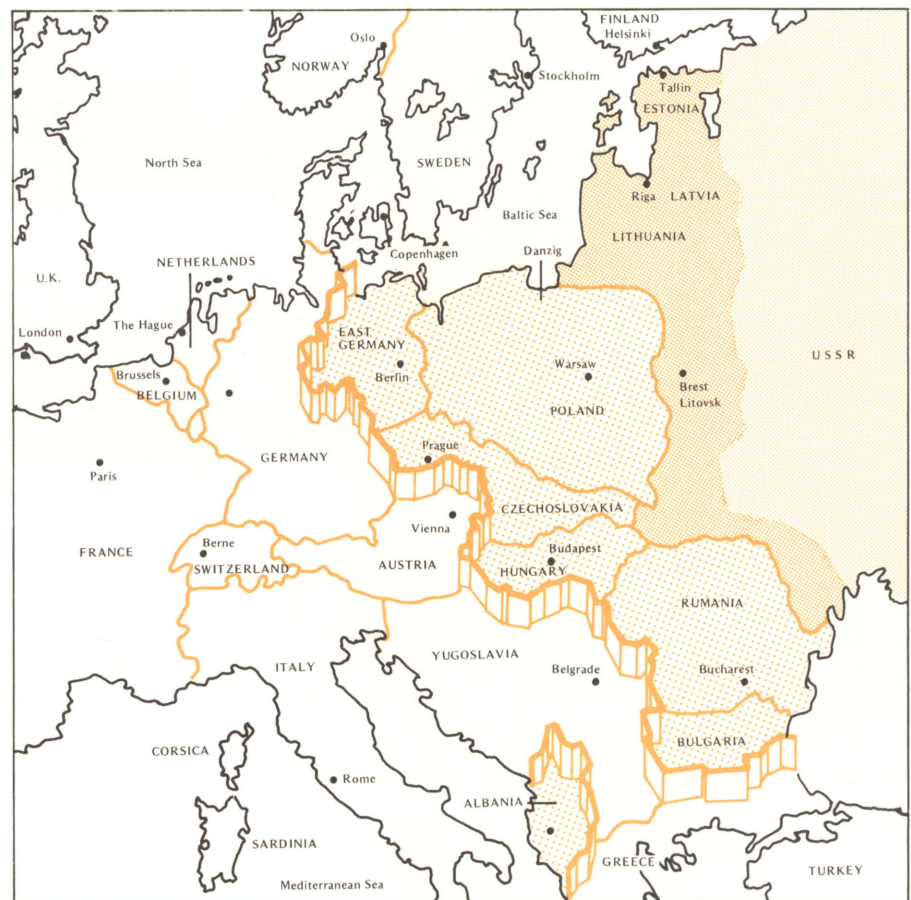 FINLAND
Helsinki
Oslo
NORWAY
Stockholm
Tallin
ESTONIA
North Sea
SWEDEN
Riga
LATVIA
Baltic Sea
LITHUANIA
Copenhagen
Danzig
NETHERLANDS
U.K.
London
The Hague
EAST
GERMANY
Berlin
Warsaw
USSR
Brussels
BELGIUM
Brest
Litovsk
POLAND
Prague
GERMANY
Paris
CZECHOSLOVAKIA
Vienna
Berne
SWITZERLAND
FRANCE
AUSTRIA
Budapest
HUNGARY
RUMANIA
YUGOSLAVIA
ITALY
Belgrade
Bucharest
BULGARIA
CORSICA
Rome
ALBANIA
SARDINIA
GREECE
TURKEY
Mediterranean Sea